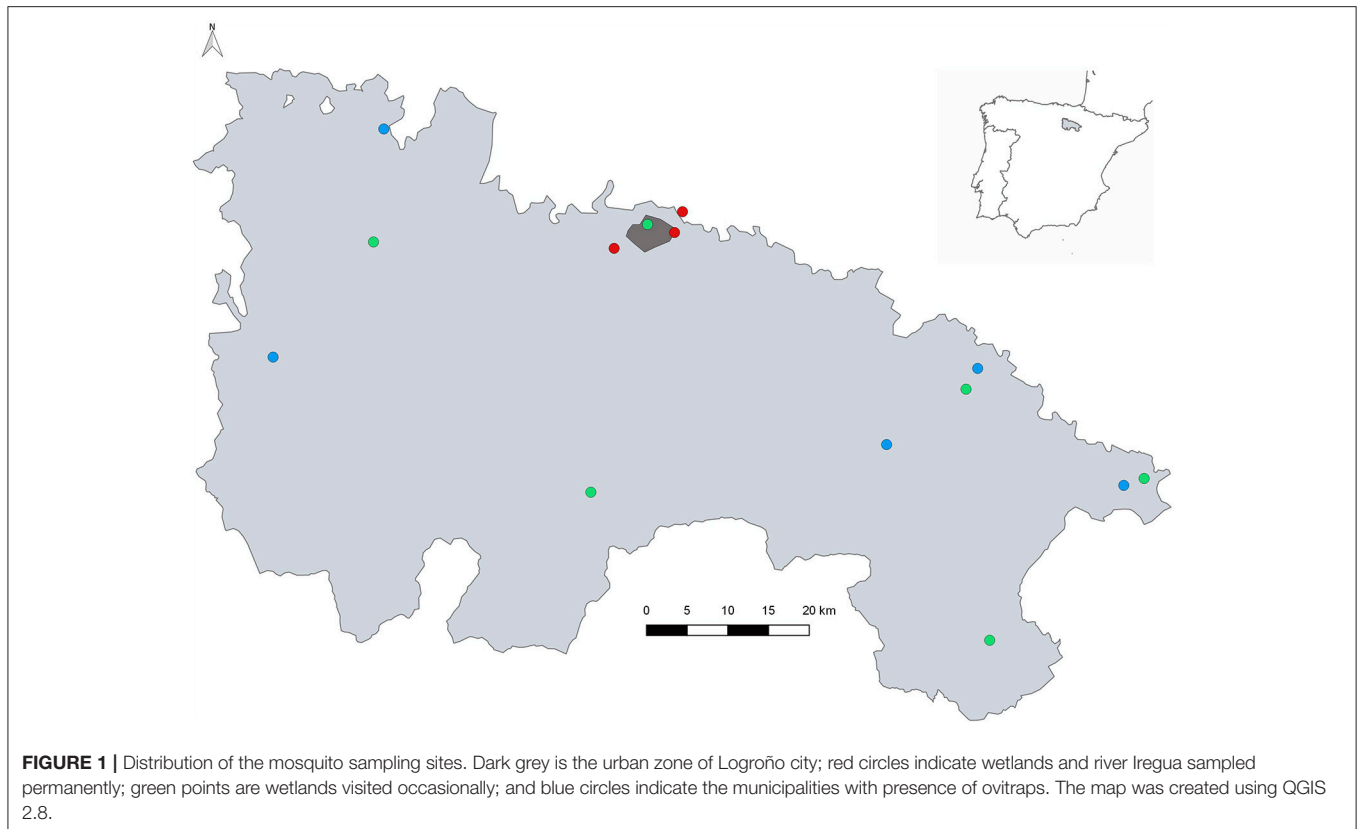 N
0 5 10 15 20 km
FIGURE 1 | Distribution of the mosquito sampling sites. Dark grey is the urban zone of Logroño city; red circles indicate wetlands and river Iregua sampled
permanently; green points are wetlands visited occasionally; and blue circles indicate the municipalities with presence of ovitraps. The map was created using QGIS
2.8.